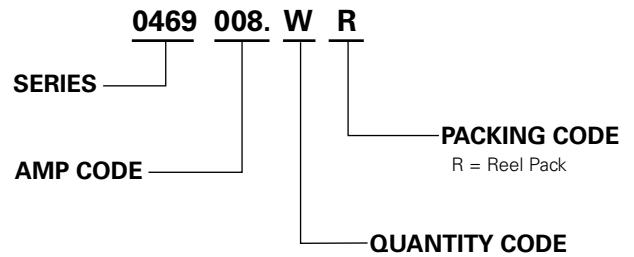 0469 008. W R
SERIES
PACKING CODE
R = Reel Pack
AMP CODE
QUANTITY CODE